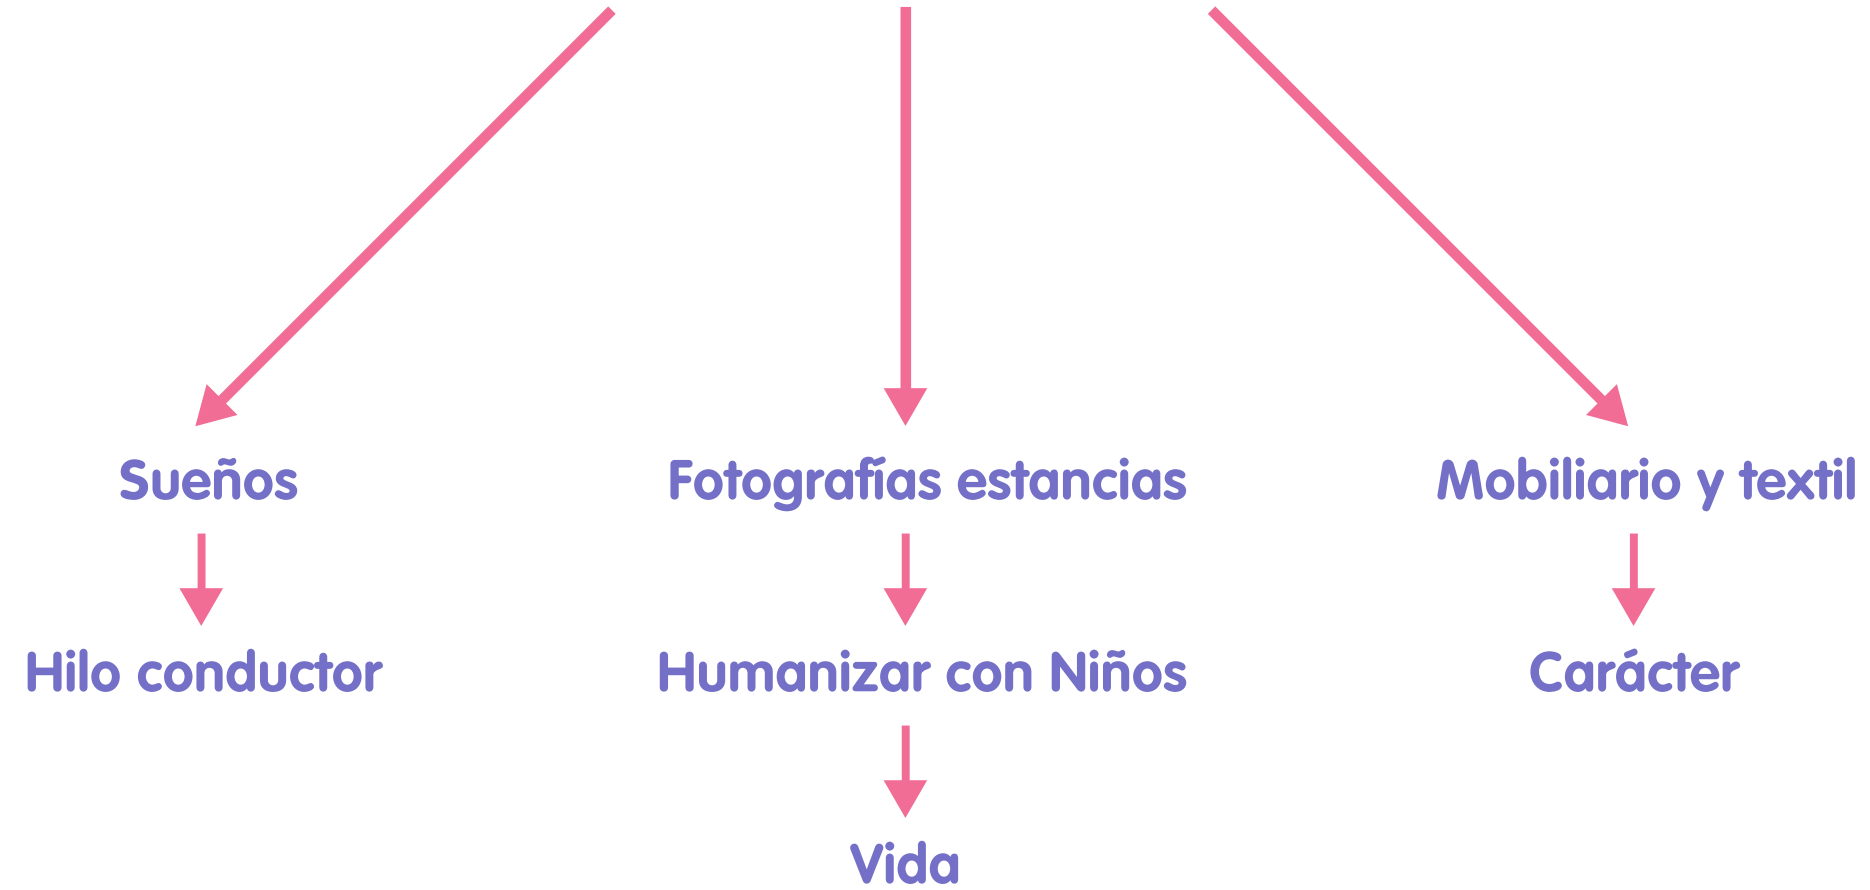 Sueños
Fotografías estancias
Mobiliario y textil
Hilo conductor
Humanizar con Niños
Carácter
Vida